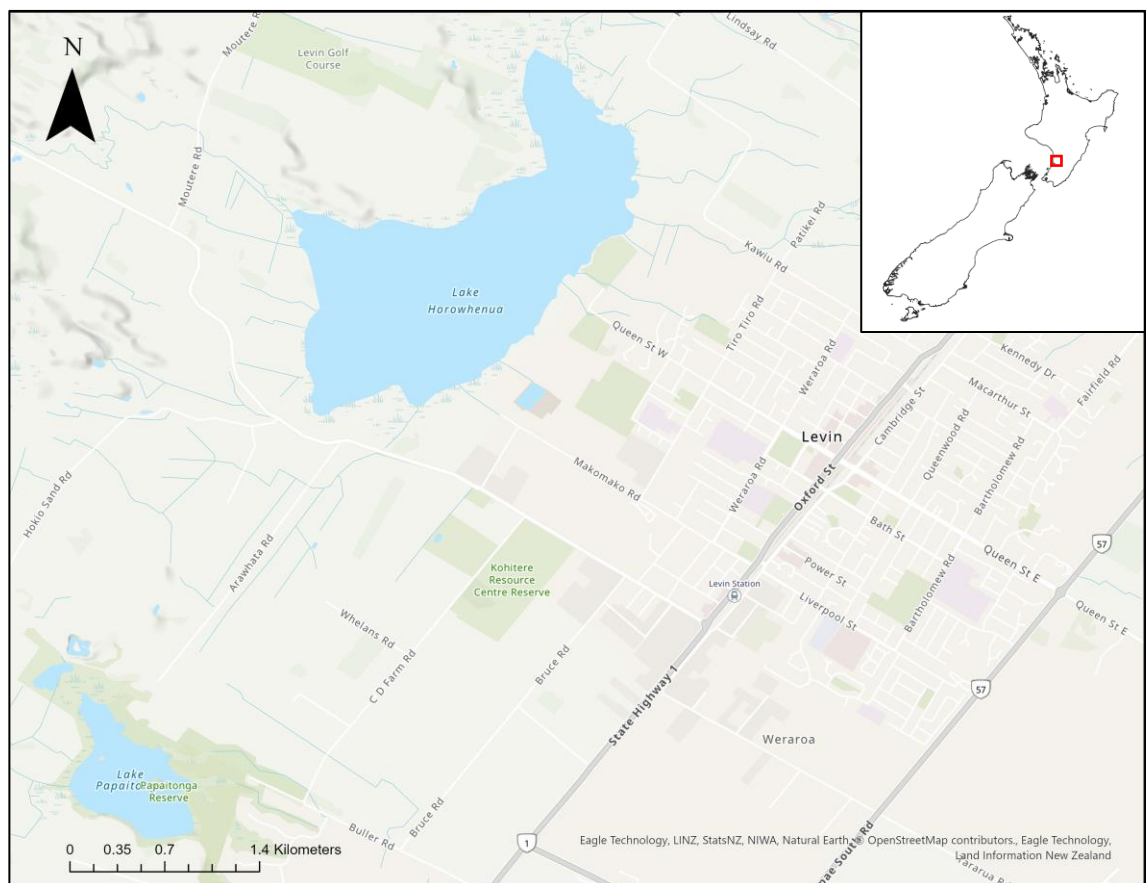 N
Moutere Rd
Levin Golf
Course
Lindsay Rd
Moutere Rd
Patikei Rd
Kawiu Rd
Lake
Horowhenua
Tiro Tiro Rd
Queen St W
Weraroa Rd
Kennedy Dr
Fairfield Rd
Macarthur St
Cambridge St
Levin
Queenwood Rd
Bartholomew Rd
Makomako Rd
Weraroa Rd
Oxford St
Hokio Sand Rd
Arawhata Rd
Bath St
Queen St E
57
Kohitere
Resource
Centre Reserve
Levin Station
Power St
Liverpool St
Bartholomew Rd
Queen St E
Whelans Rd
C D Farm Rd
Bruce Rd
57
State Highway 1
Weraroa
Lake
Papaito
Papaitonga
Reserve
Buller Rd
Bruce Rd
1
0 0.35 0.7 1.4 Kilometers
Eagle Technology, LINZ, StatsNZ, NIWA, Natural Earth, © OpenStreetMap contributors., Eagle Technology,
Land Information New Zealand